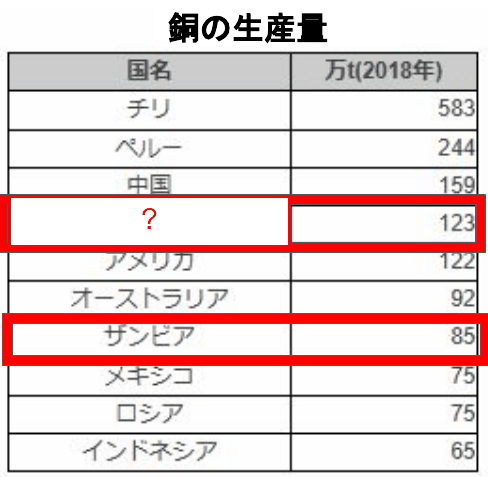 銅の生産量
国名 万t(2018年)
チリ 583
ペルー 244
中国 159
? 123
アメリカ 122
オーストラリア 92
ザンビア 85
メキシコ 75
ロシア 75
インドネシア 65